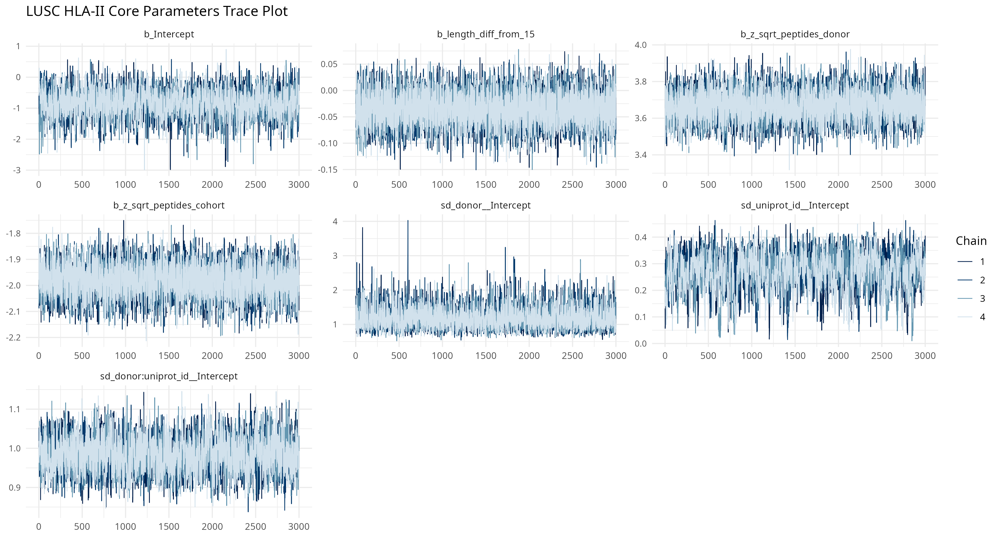 LUSC HLA-II Core Parameters Trace Plot
b_Intercept
b_length_diff_from_15
b_z_sqrt_peptides_donor
1
0
-1
-2
-3
0.05
0.00
-0.05
-0.10
-0.15
4.0
3.8
3.6
3.4
0 500 1000 1500 2000 2500 3000
0 500 1000 1500 2000 2500 3000
0 500 1000 1500 2000 2500 3000
b_z_sqrt_peptides_cohort
sd_donor__Intercept
sd_uniprot_id__Intercept
-1.8
-1.9
-2.0
-2.1
-2.2
4
3
2
1
0.4
0.3
0.2
0.1
0.0
0 500 1000 1500 2000 2500 3000
0 500 1000 1500 2000 2500 3000
0 500 1000 1500 2000 2500 3000
Chain
1
2
3
4
sd_donor:uniprot_id__Intercept
1.1
1.0
0.9
0 500 1000 1500 2000 2500 3000